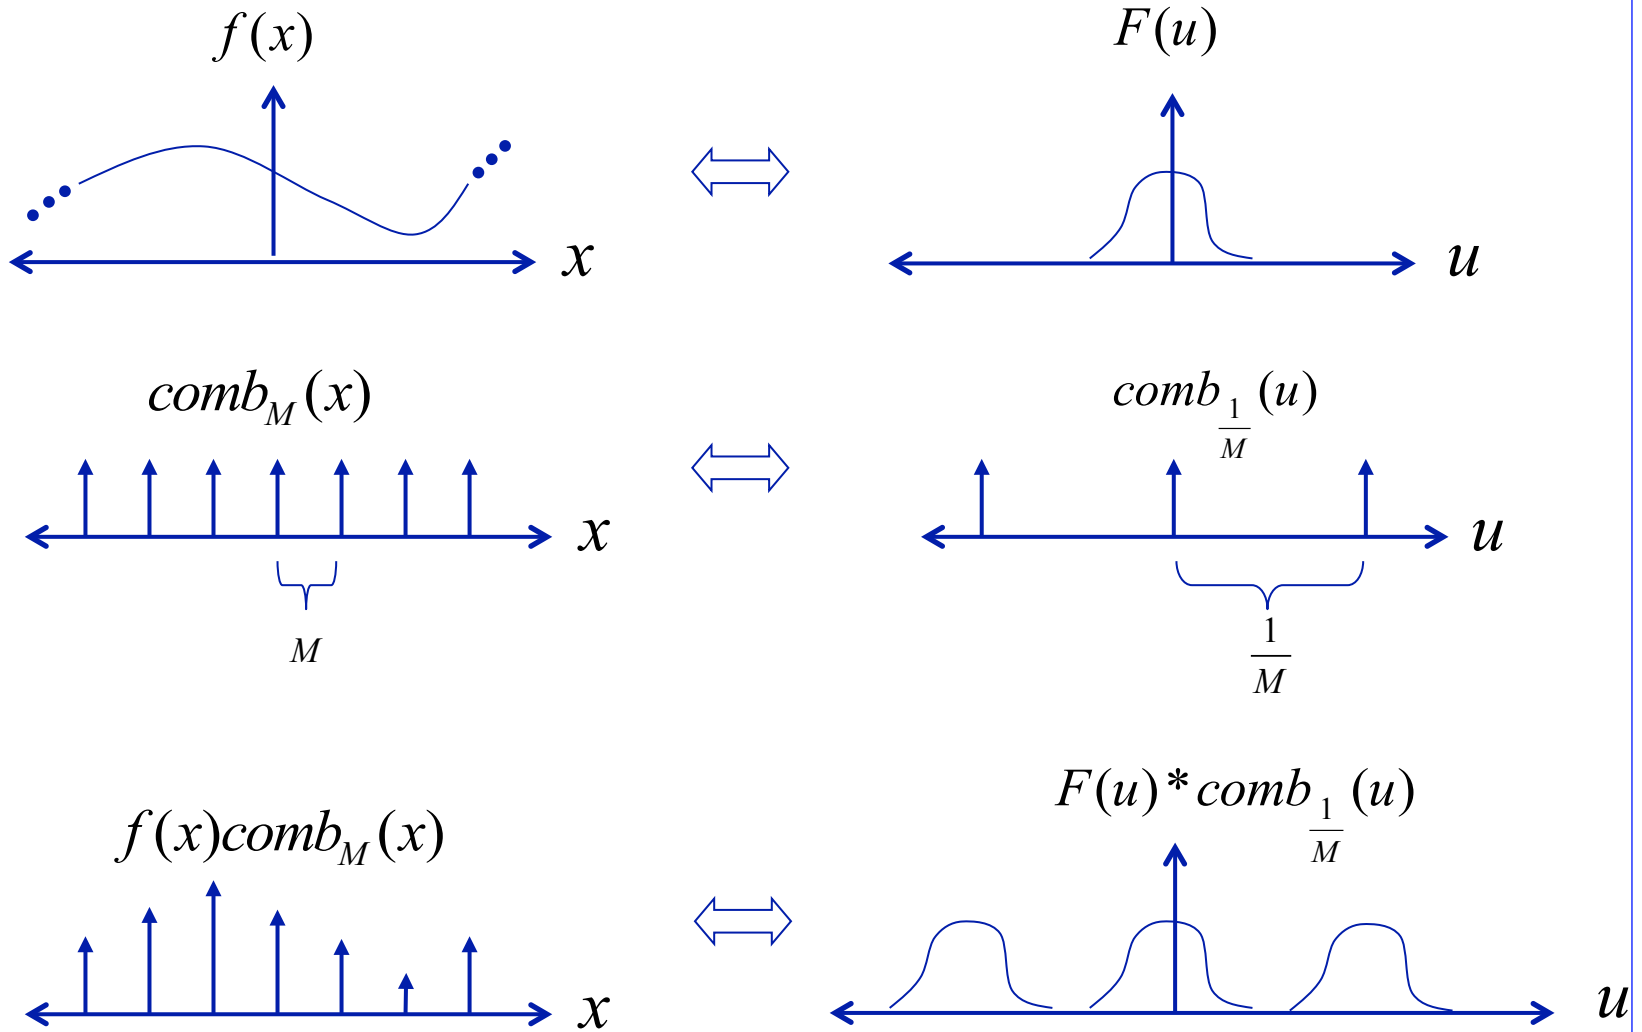 f(x)
F(u)
x
u
comb_M(x)
comb_{1/M}(u)
x
u
M
1/M
f(x)comb_M(x)
F(u)*comb_{1/M}(u)
x
u